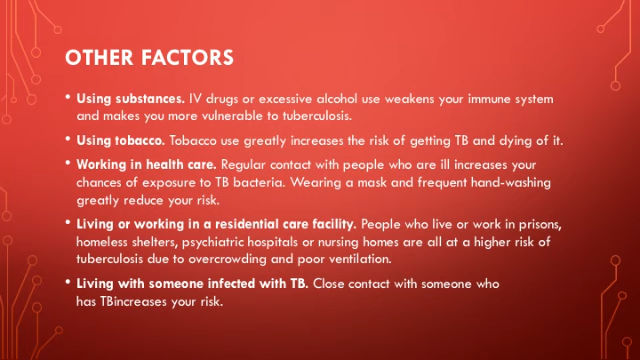 OTHER FACTORS
• Using substances. IV drugs or excessive alcohol use weakens your immune system
and makes you more vulnerable to tuberculosis.
• Using tobacco. Tobacco use greatly increases the risk of getting TB and dying of it.
• Working in health care. Regular contact with people who are ill increases your
chances of exposure to TB bacteria. Wearing a mask and frequent hand-washing
greatly reduce your risk.
• Living or working in a residential care facility. People who live or work in prisons,
homeless shelters, psychiatric hospitals or nursing homes are all at a higher risk of
tuberculosis due to overcrowding and poor ventilation.
• Living with someone infected with TB. Close contact with someone who
has TBincreases your risk.